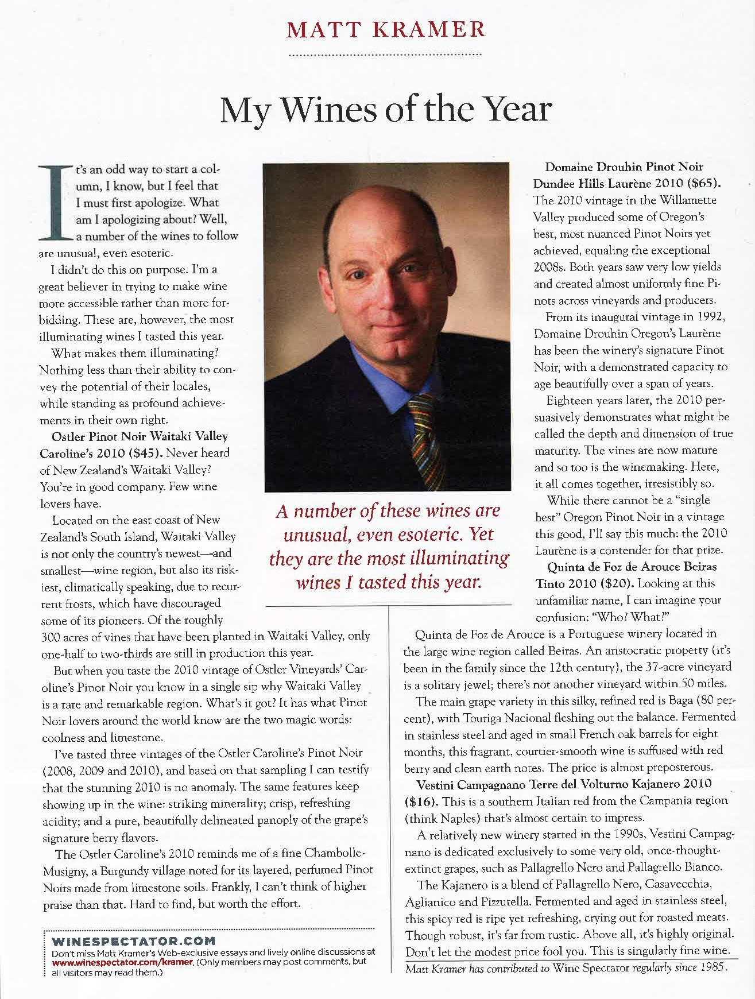 MATT KRAMER
My Wines of the Year
It's an odd way to start a col-
umn, I know, but I feel that
I must first apologize. What
am I apologizing about? Well,
a number of the wines to follow
are unusual, even esoteric.
I didn't do this on purpose. I'm a
great believer in trying to make wine
more accessible rather than more for-
bidding. These are, however, the most
illuminating wines I tasted this year.
What makes them illuminating?
Nothing less than their ability to con-
vey the potential of their locales,
while standing as profound achieve-
ments in their own right.
Ostler Pinot Noir Waitaki Valley
Caroline's 2010 ($45). Never heard
of New Zealand's Waitaki Valley?
You're in good company. Few wine
lovers have.
Located on the east coast of New
Zealand's South Island, Waitaki Valley
is not only the country's newest—and
smallest—wine region, but also its risk-
iest, climatically speaking, due to recur-
rent frosts, which have discouraged
some of its pioneers. Of the roughly
300 acres of vines that have been planted in Waitaki Valley, only
one-half to two-thirds are still in production this year.
But when you taste the 2010 vintage of Ostler Vineyards' Car-
oline's Pinot Noir you know in a single sip why Waitaki Valley
is a rare and remarkable region. What's it got? It has what Pinot
Noir lovers around the world know are the two magic words:
coolness and limestone.
I've tasted three vintages of the Ostler Caroline's Pinot Noir
(2008, 2009 and 2010), and based on that sampling I can testify
that the stunning 2010 is no anomaly. The same features keep
showing up in the wine: striking minerality; crisp, refreshing
acidity; and a pure, beautifully delineated panoply of the grape's
signature berry flavors.
The Ostler Caroline's 2010 reminds me of a fine Chambolle-
Musigny, a Burgundy village noted for its layered, perfumed Pinot
Noirs made from limestone soils. Frankly, I can't think of higher
praise than that. Hard to find, but worth the effort.
WINESPECTATOR.COM
Don't miss Matt Kramer's Web-exclusive essays and lively online discussions at
www.winespectator.com/kramer. (Only members may post comments, but
all visitors may read them.)
A number of these wines are
unusual, even esoteric. Yet
they are the most illuminating
wines I tasted this year.
Domaine Drouhin Pinot Noir
Dundee Hills Laurène 2010 ($65).
The 2010 vintage in the Willamette
Valley produced some of Oregon's
best, most nuanced Pinot Noirs yet
achieved, equaling the exceptional
2008s. Both years saw very low yields
and created almost uniformly fine Pi-
nots across vineyards and producers.
From its inaugural vintage in 1992,
Domaine Drouhin Oregon's Laurène
has been the winery's signature Pinot
Noir, with a demonstrated capacity to
age beautifully over a span of years.
Eighteen years later, the 2010 per-
suasively demonstrates what might be
called the depth and dimension of true
maturity. The vines are now mature
and so too is the winemaking. Here,
it all comes together, irresistibly so.
While there cannot be a "single
best" Oregon Pinot Noir in a vintage
this good, I'll say this much: the 2010
Laurène is a contender for that prize.
Quinta de Foz de Arouce Beiras
Tinto 2010 ($20). Looking at this
unfamiliar name, I can imagine your
confusion: "Who? What?"
Quinta de Foz de Arouce is a Portuguese winery located in
the large wine region called Beiras. An aristocratic property (it's
been in the family since the 12th century), the 37-acre vineyard
is a solitary jewel; there's not another vineyard within 50 miles.
The main grape variety in this silky, refined red is Baga (80 per-
cent), with Touriga Nacional fleshing out the balance. Fermented
in stainless steel and aged in small French oak barrels for eight
months, this fragrant, courtier-smooth wine is suffused with red
berry and clean earth notes. The price is almost preposterous.
Vestini Campagnano Terre del Volturno Kajanero 2010
($16). This is a southern Italian red from the Campania region
(think Naples) that's almost certain to impress.
A relatively new winery started in the 1990s, Vestini Campag-
nano is dedicated exclusively to some very old, once-thought-
extinct grapes, such as Pallagrello Nero and Pallagrello Bianco.
The Kajanero is a blend of Pallagrello Nero, Casavecchia,
Aglianico and Pizzutella. Fermented and aged in stainless steel,
this spicy red is ripe yet refreshing, crying out for roasted meats.
Though robust, it's far from rustic. Above all, it's highly original.
Don't let the modest price fool you. This is singularly fine wine.
Matt Kramer has contributed to Wine Spectator regularly since 1985.